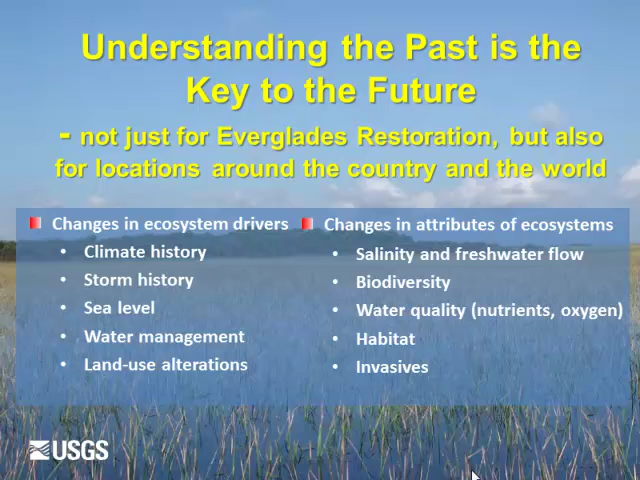 Understanding the Past is the
Key to the Future
- not just for Everglades Restoration, but also
for locations around the country and the world
Changes in ecosystem drivers
• Climate history
• Storm history
• Sea level
• Water management
• Land-use alterations
Changes in attributes of ecosystems
• Salinity and freshwater flow
• Biodiversity
• Water quality (nutrients, oxygen)
• Habitat
• Invasives
USGS